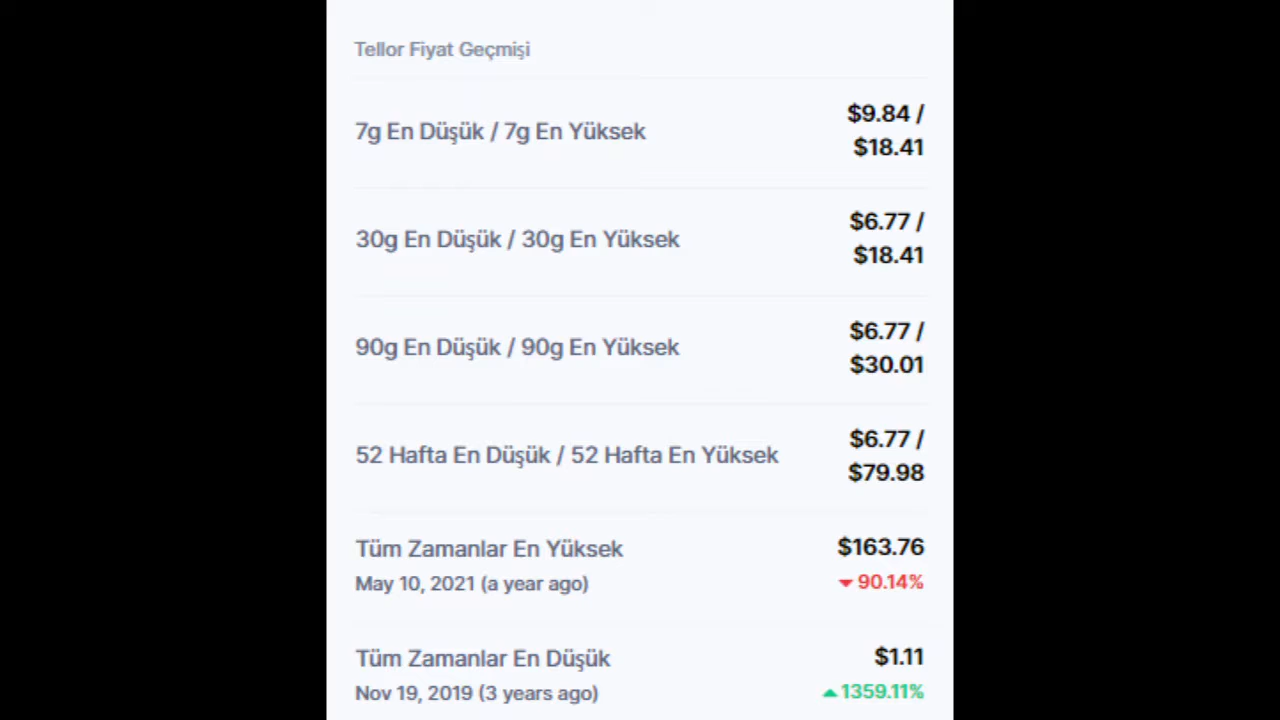 Tellor Fiyat Geçmişi
7g En Düşük / 7g En Yüksek
$9.84 /
$18.41
30g En Düşük / 30g En Yüksek
$6.77 /
$18.41
90g En Düşük / 90g En Yüksek
$6.77 /
$30.01
52 Hafta En Düşük / 52 Hafta En Yüksek
$6.77 /
$79.98
Tüm Zamanlar En Yüksek
$163.76
May 10, 2021 (a year ago)
90.14%
Tüm Zamanlar En Düşük
$1.11
Nov 19, 2019 (3 years ago)
1359.11%